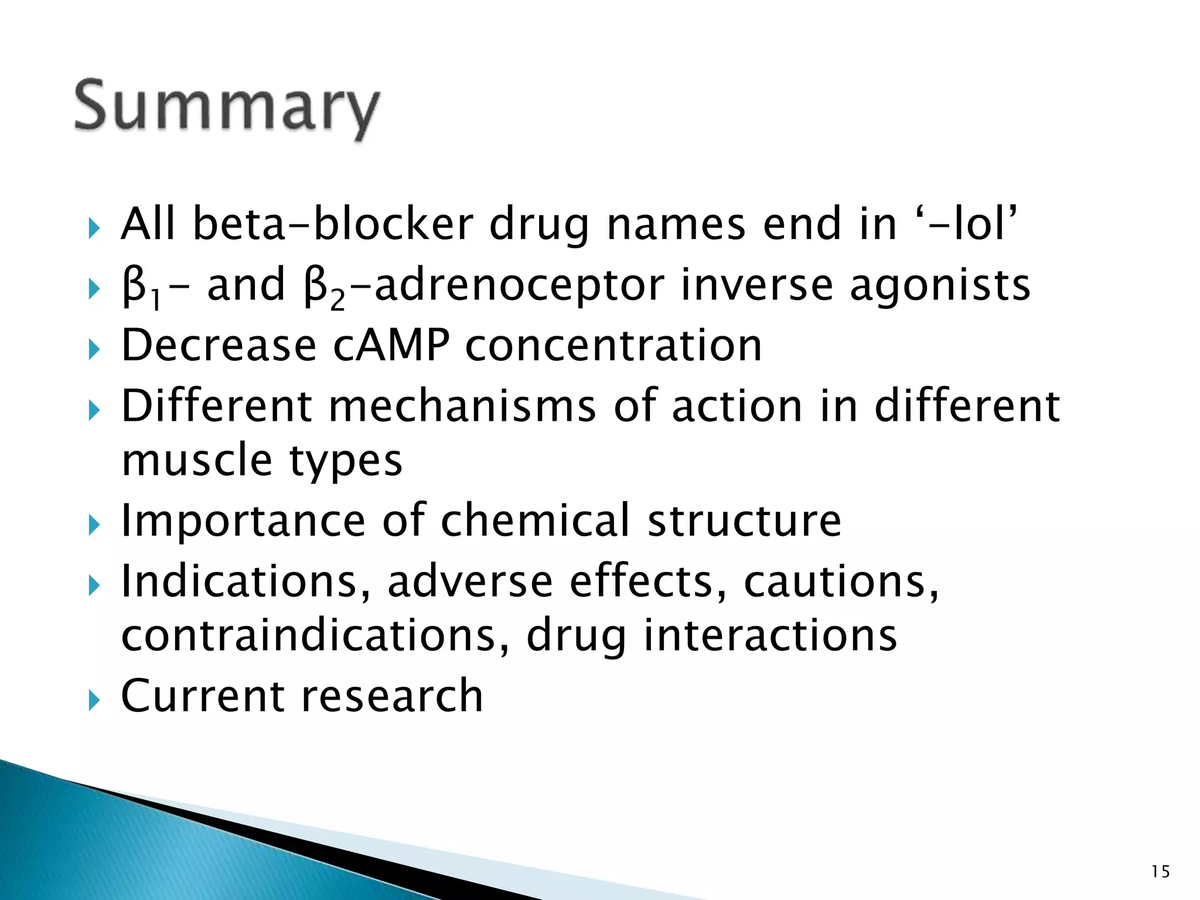 Summary
All beta-blocker drug names end in ‘-lol’
β₁- and β₂-adrenoceptor inverse agonists
Decrease cAMP concentration
Different mechanisms of action in different
muscle types
Importance of chemical structure
Indications, adverse effects, cautions,
contraindications, drug interactions
Current research
15